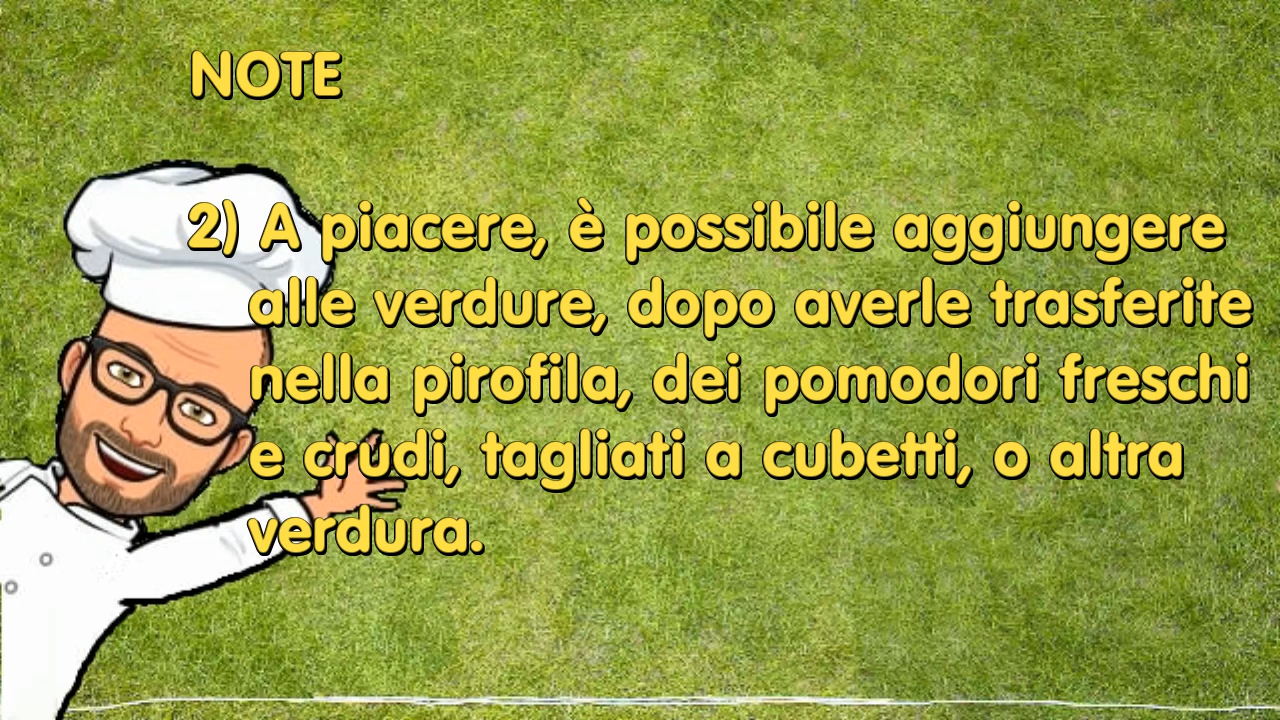 NOTE
2) A piacere, è possibile aggiungere
alle verdure, dopo averle trasferite
nella pirofila, dei pomodori freschi
e crudi, tagliati a cubetti, o altra
verdura.